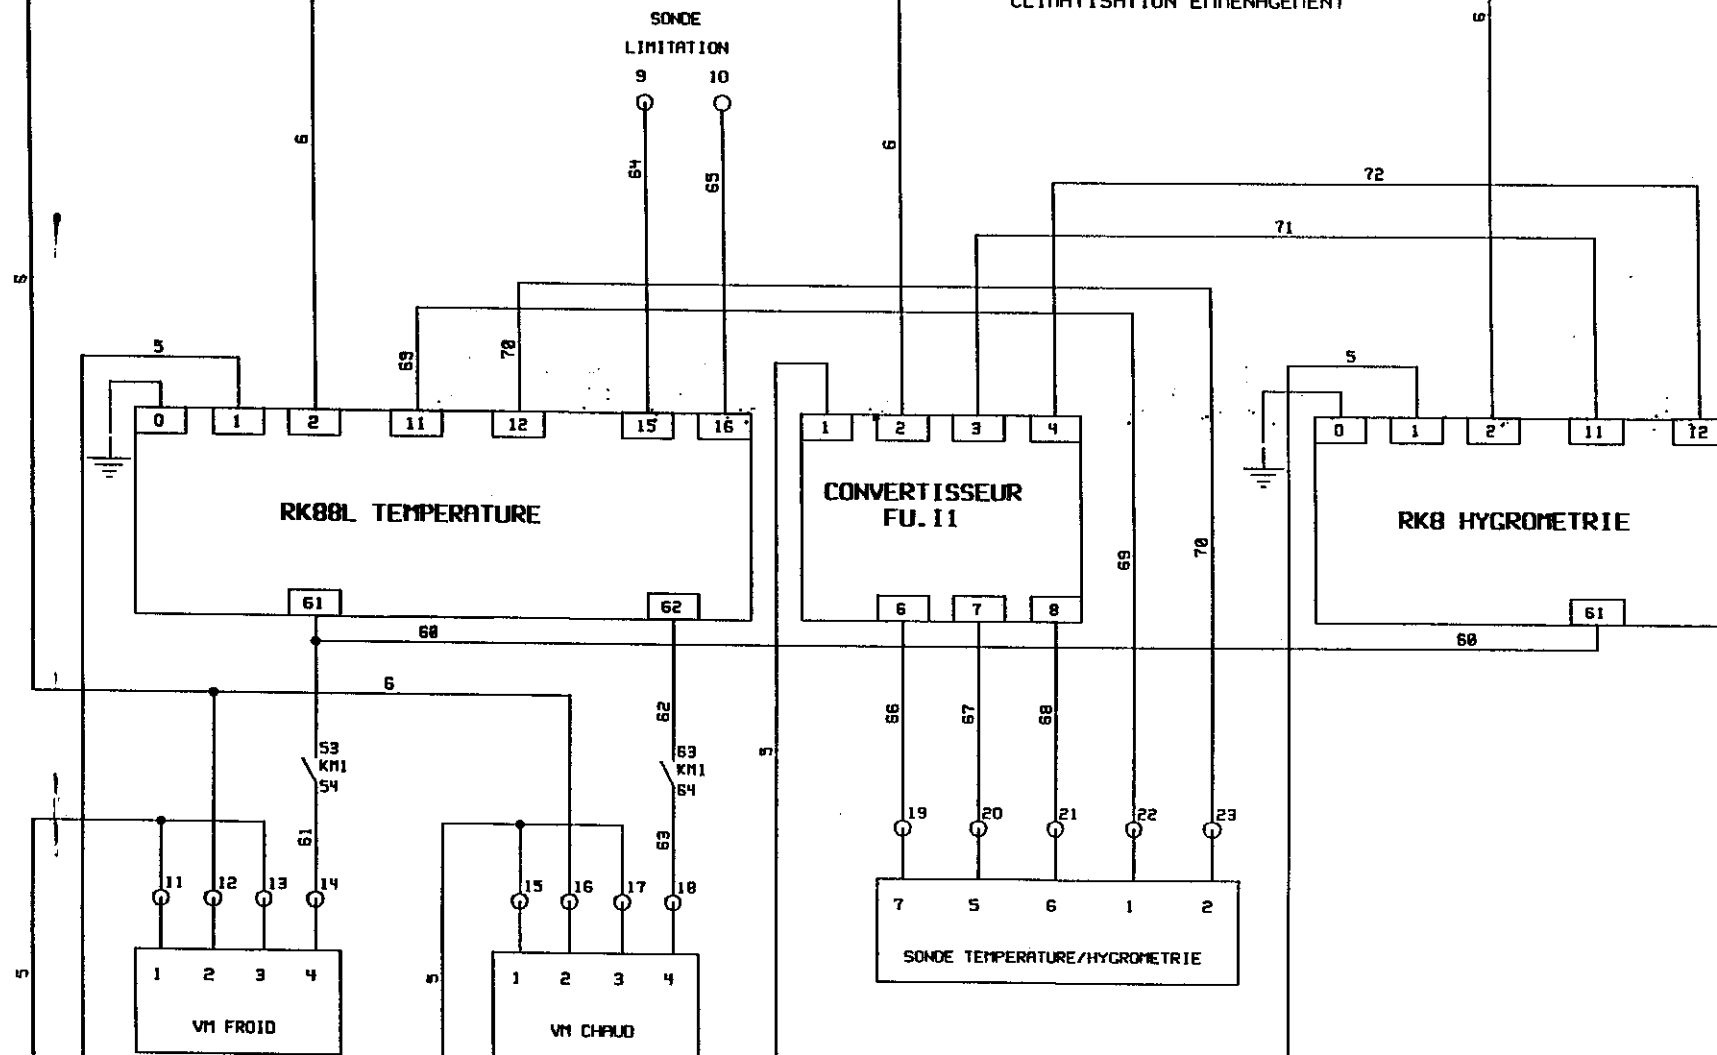 CLIMATISATION EMMENAGEMENT
SONDE
LIMITATION
9 10
6
6
6
64
65
72
71
5
5
69
70
5
0 1 2 11 12 15 16
1 2 3 4
0 1 2 11 12
RK88L TEMPERATURE
CONVERTISSEUR
FU.I1
RK8 HYGROMETRIE
69
70
61
62
6 7 8
61
60
60
6
62
66
67
68
5
53
KM1
54
63
KM1
64
61
63
19 20 21 22 23
11 12 13 14
15 16 17 18
7 5 6 1 2
SONDE TEMPERATURE/HYGROMETRIE
5
1 2 3 4
VM FROID
5
1 2 3 4
VM CHAUD